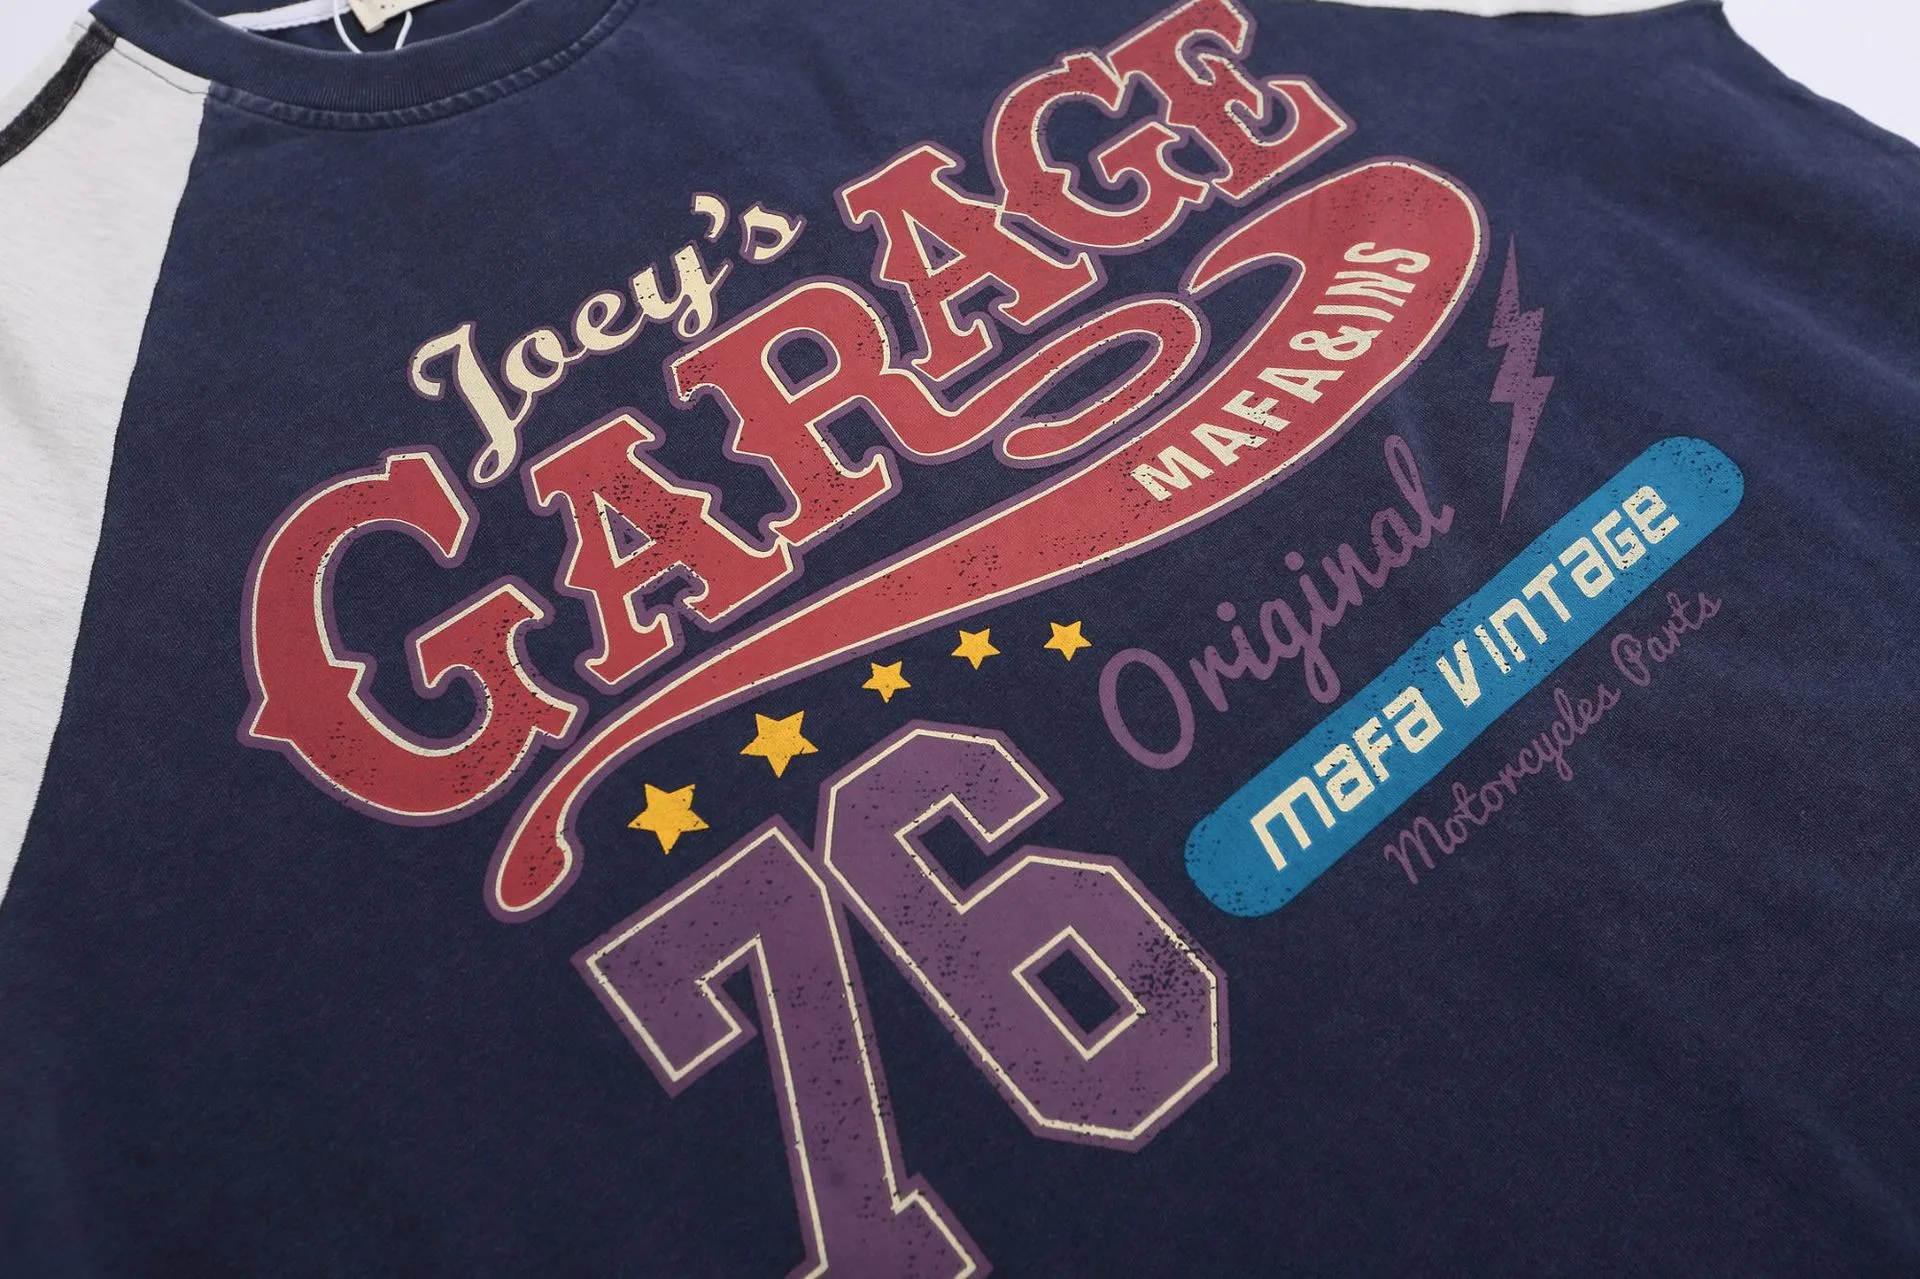 Joey's
GARAGE
MAFA&INS
Original
MAFA VINTAGE
Motorcycles Parts
76